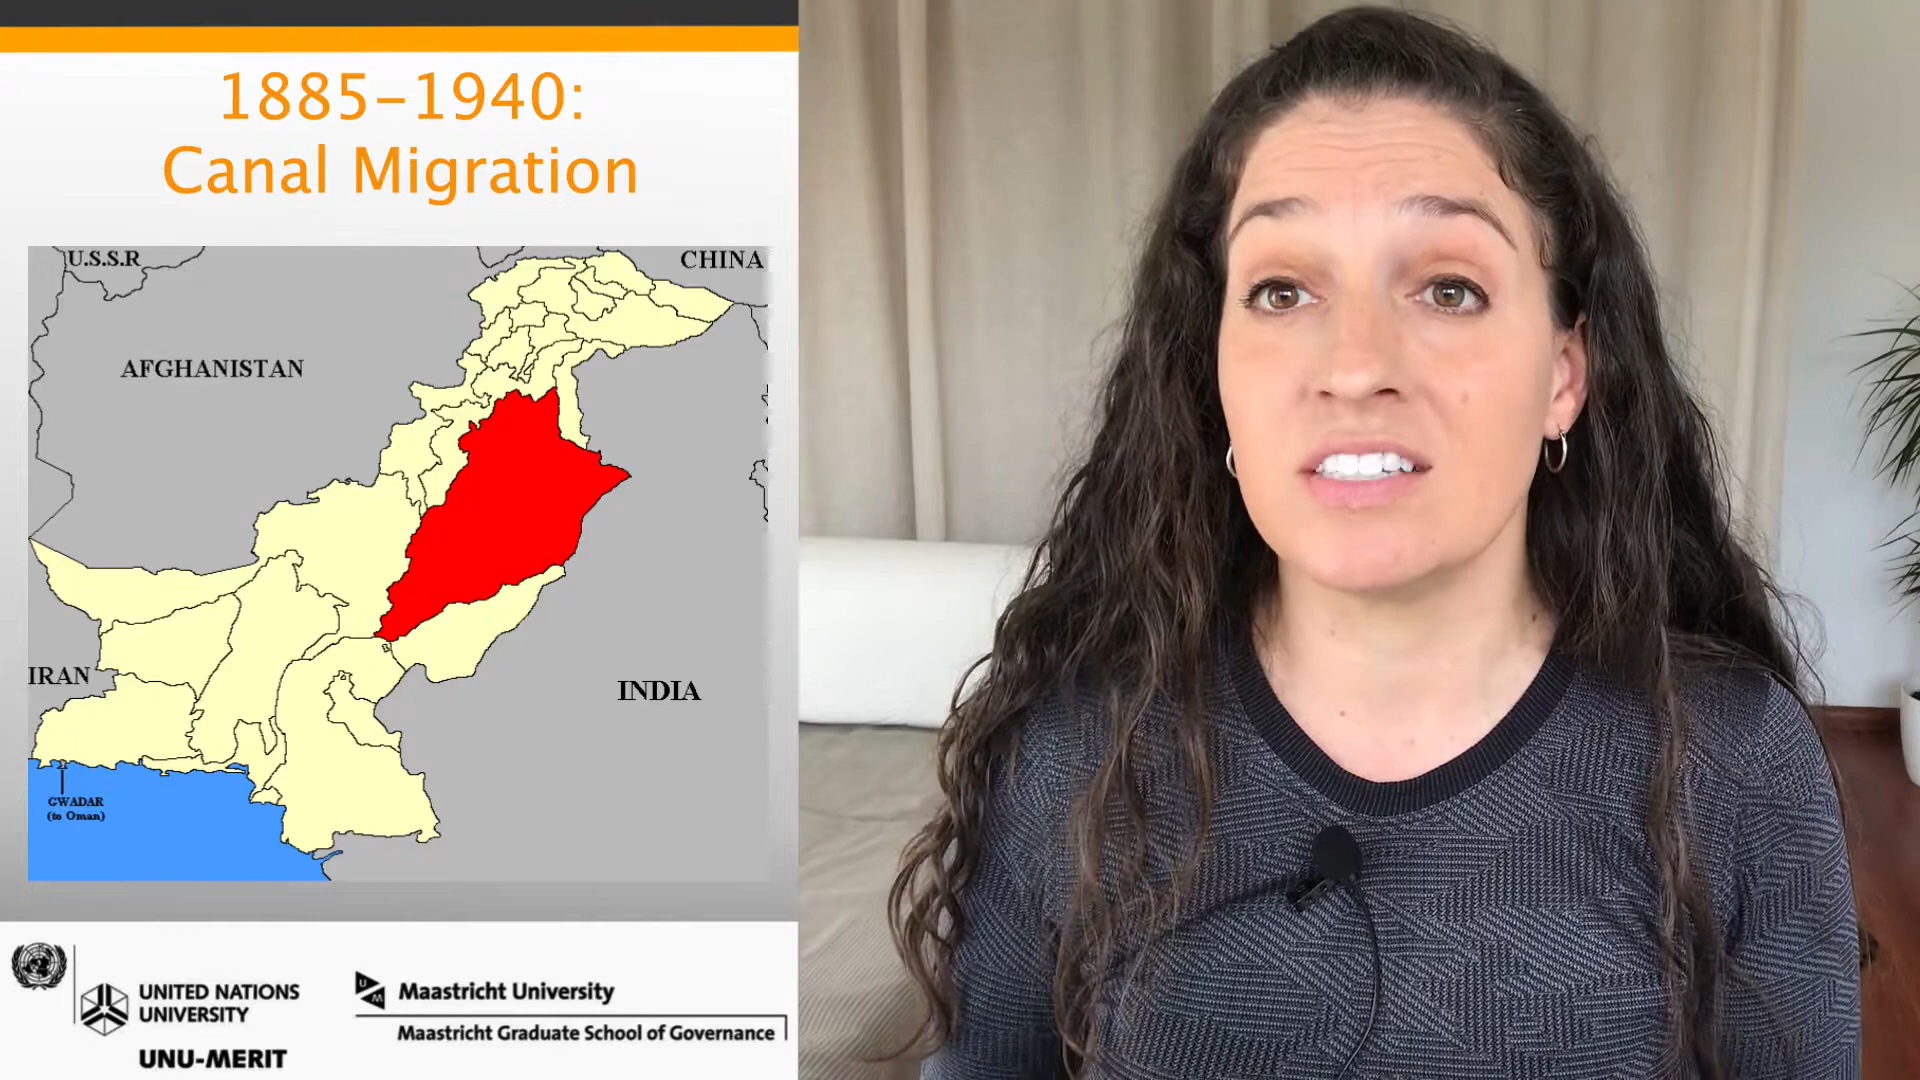 1885–1940:
Canal Migration
U.S.S.R
CHINA
AFGHANISTAN
IRAN
INDIA
GWADAR
(to Oman)
UNITED NATIONS
UNIVERSITY
UNU-MERIT
UM
Maastricht University
Maastricht Graduate School of Governance